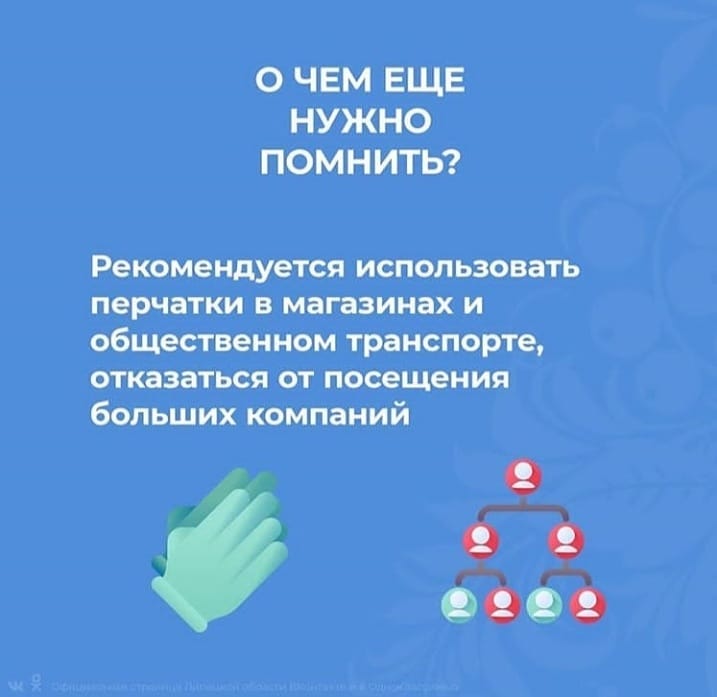 О ЧЕМ ЕЩЕ
НУЖНО
ПОМНИТЬ?
Рекомендуется использовать
перчатки в магазинах и
общественном транспорте,
отказаться от посещения
больших компаний
Официальная страница Липецкой области ВКонтакте и в Одноклассниках